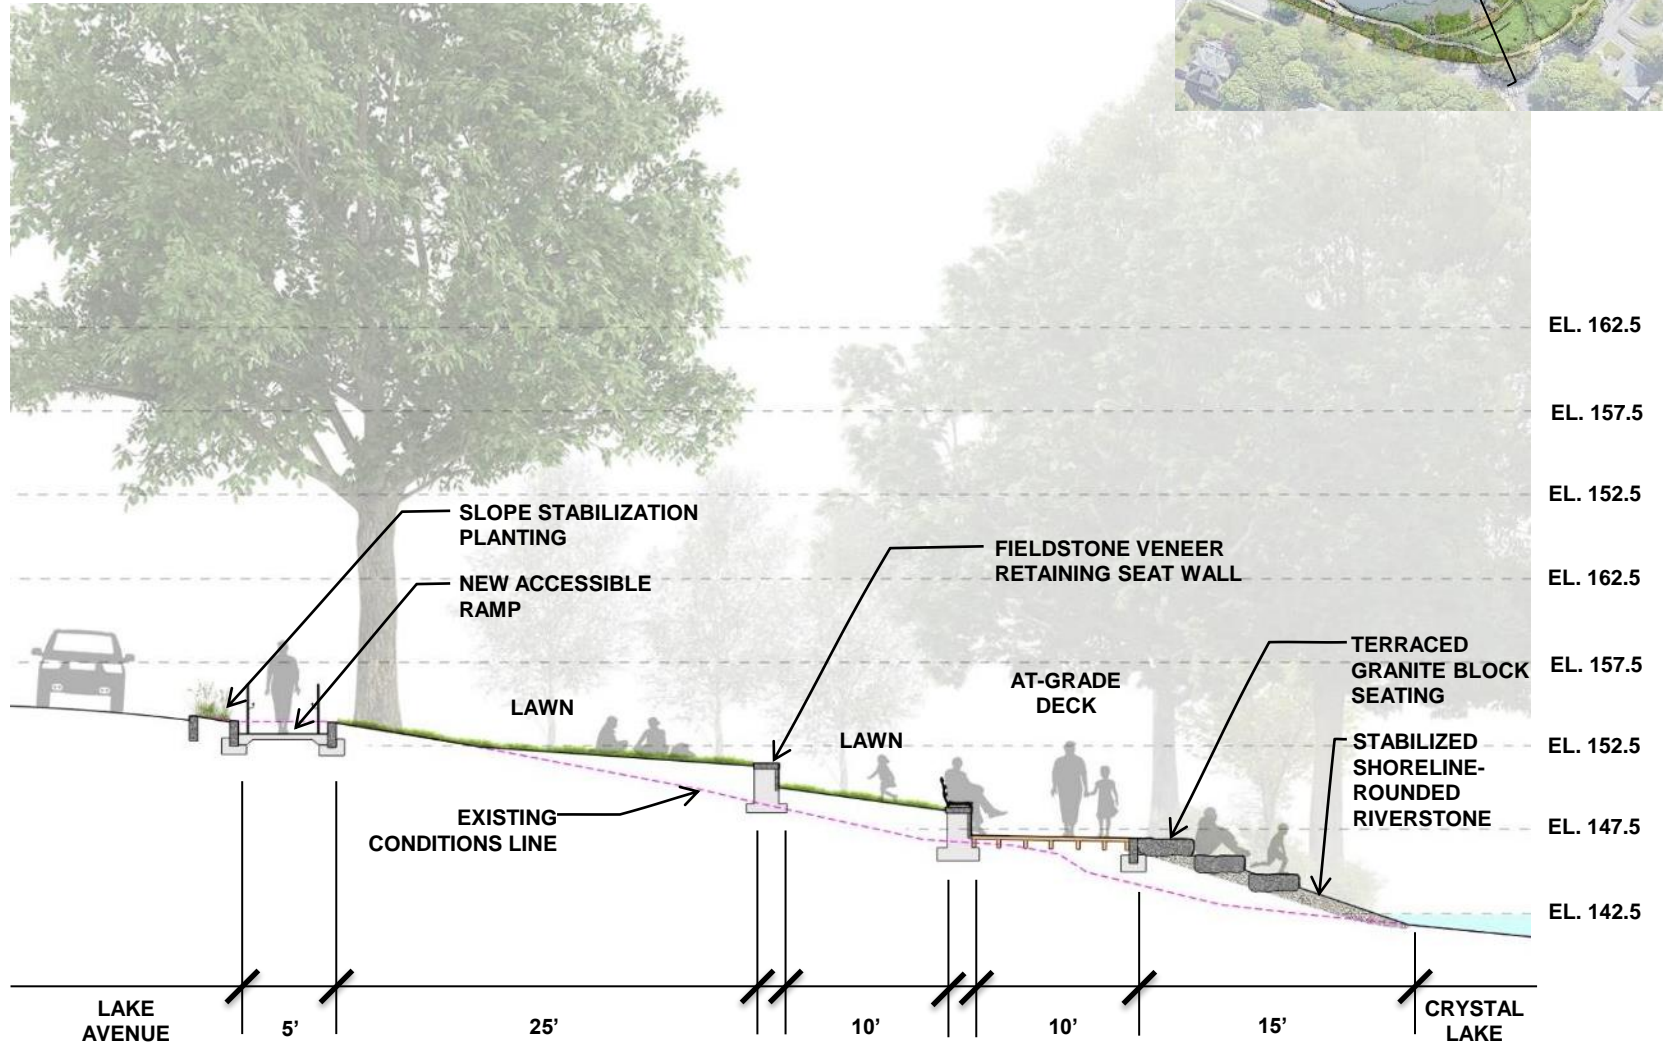 EL. 162.5
EL. 157.5
EL. 152.5
SLOPE STABILIZATION
PLANTING
FIELDSTONE VENEER
RETAINING SEAT WALL
EL. 162.5
NEW ACCESSIBLE
RAMP
TERRACED
GRANITE BLOCK
SEATING
EL. 157.5
AT-GRADE
DECK
LAWN
LAWN
STABILIZED
SHORELINE-
ROUNDED
RIVERSTONE
EL. 152.5
EXISTING
CONDITIONS LINE
EL. 147.5
EL. 142.5
LAKE
AVENUE
5’
25’
10’
10’
15’
CRYSTAL
LAKE